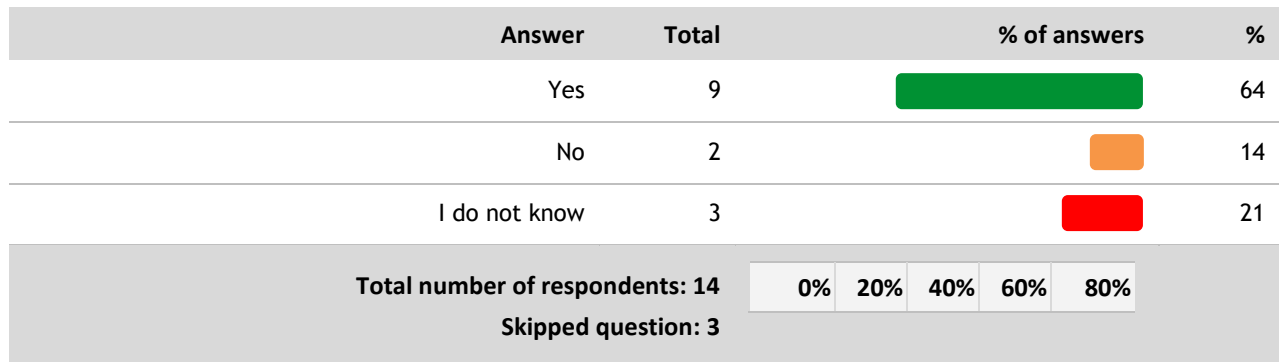 Answer Total % of answers %
Yes 9 64
No 2 14
I do not know 3 21
Total number of respondents: 14 0% 20% 40% 60% 80%
Skipped question: 3